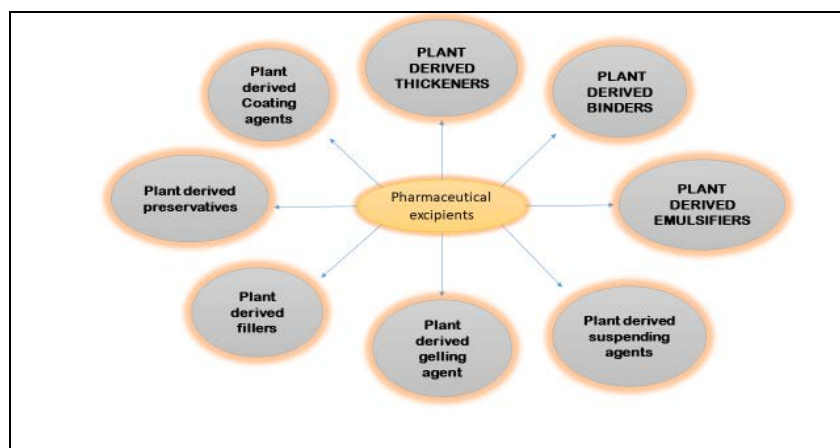 PLANT
DERIVED
THICKENERS
Plant
derived
Coating
agents
PLANT
DERIVED
BINDERS
Plant derived
preservatives
Pharmaceutical
excipients
PLANT
DERIVED
EMULSIFIERS
Plant
derived
fillers
Plant
derived
gelling
agent
Plant derived
suspending
agents